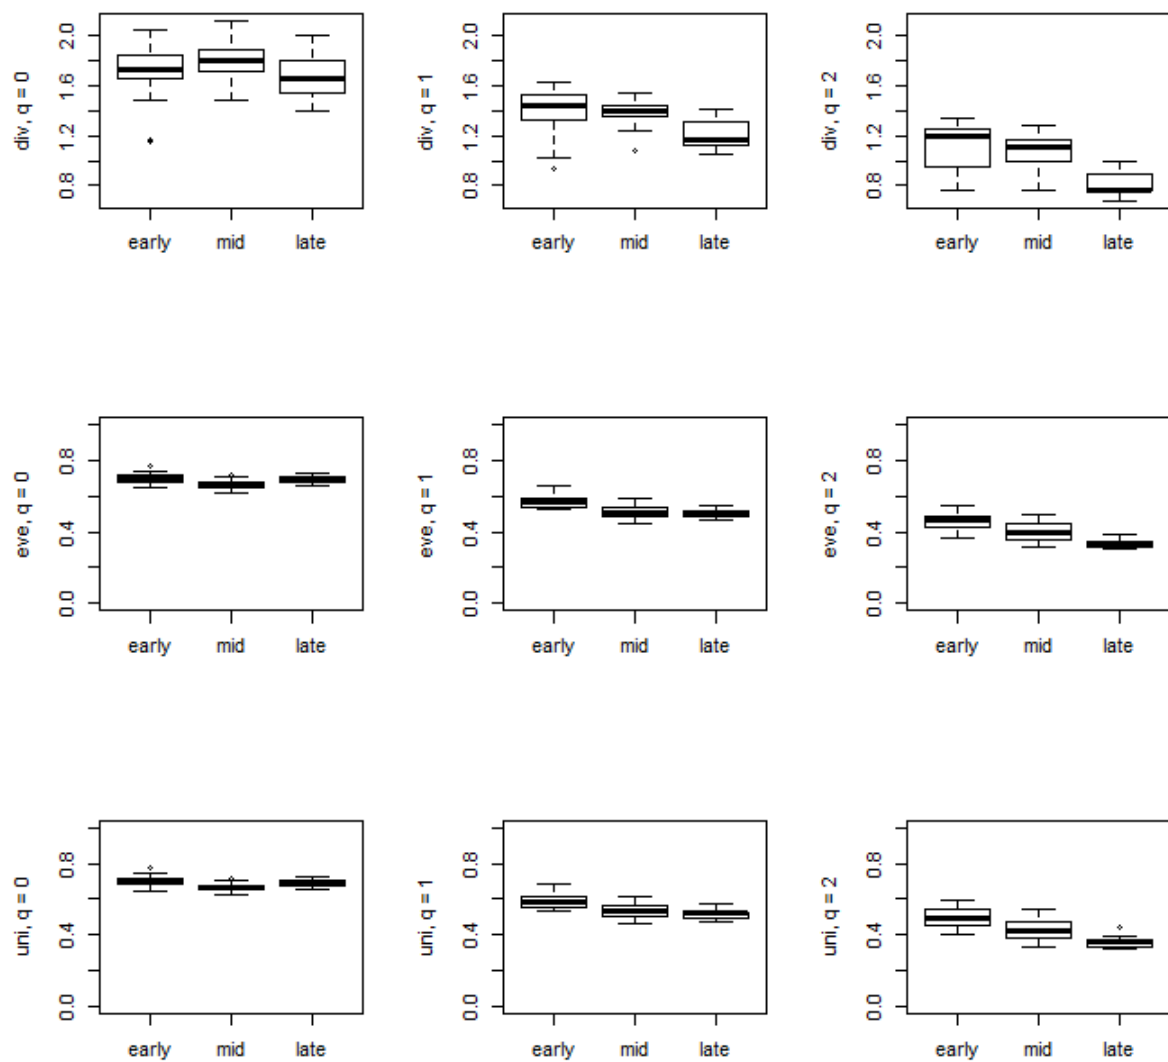 div, q = 0
2.0
1.6
1.2
0.8
early mid late
div, q = 1
2.0
1.6
1.2
0.8
early mid late
div, q = 2
2.0
1.6
1.2
0.8
early mid late
eve, q = 0
0.8
0.4
0.0
early mid late
eve, q = 1
0.8
0.4
0.0
early mid late
eve, q = 2
0.8
0.4
0.0
early mid late
uni, q = 0
0.8
0.4
0.0
early mid late
uni, q = 1
0.8
0.4
0.0
early mid late
uni, q = 2
0.8
0.4
0.0
early mid late